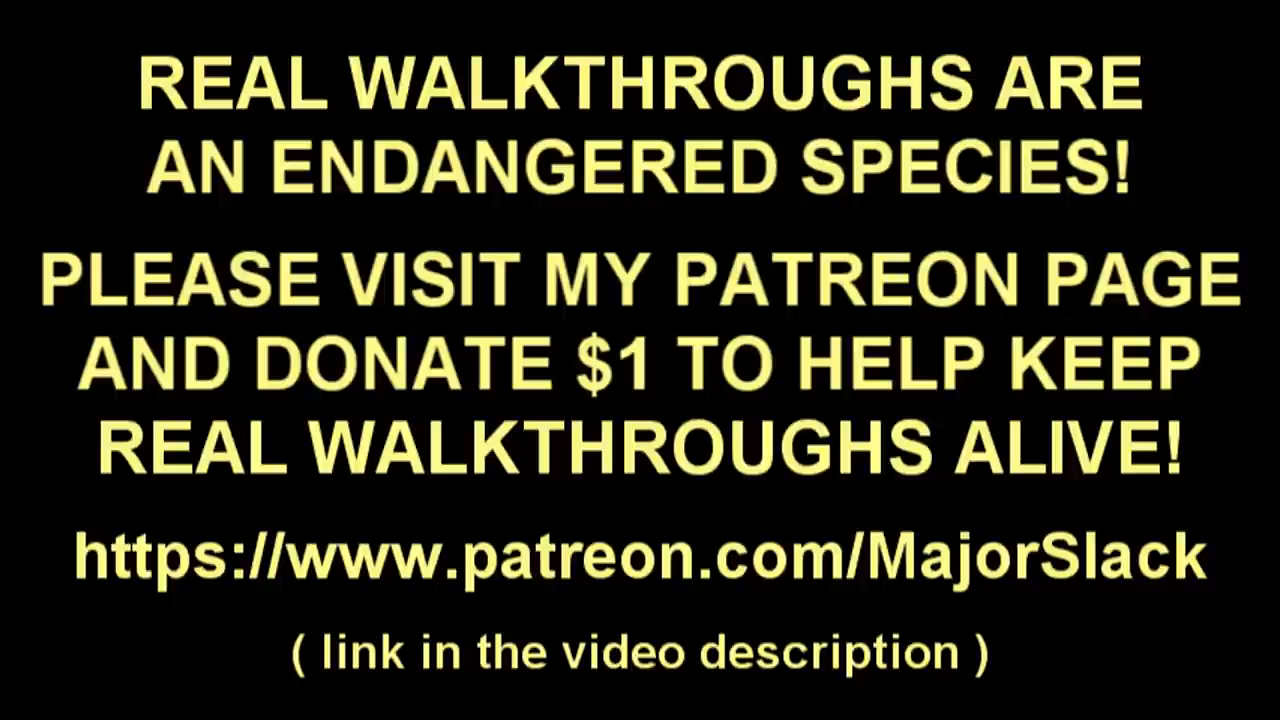 REAL WALKTHROUGHS ARE
AN ENDANGERED SPECIES!
PLEASE VISIT MY PATREON PAGE
AND DONATE $1 TO HELP KEEP
REAL WALKTHROUGHS ALIVE!
https://www.patreon.com/MajorSlack
( link in the video description )